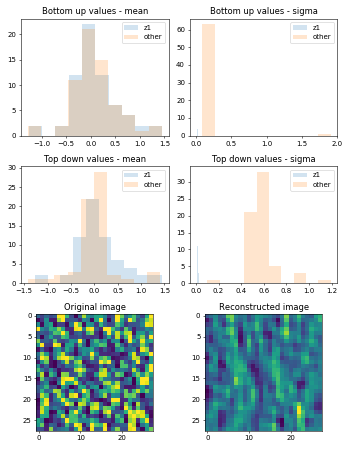 Bottom up values - mean
Bottom up values - sigma
z1
other
z1
other
20
15
10
5
0
60
50
40
30
20
10
0
-1.0 -0.5 0.0 0.5 1.0 1.5
0.0 0.5 1.0 1.5 2.0
Top down values - mean
Top down values - sigma
z1
other
z1
other
30
25
20
15
10
5
0
30
25
20
15
10
5
0
-1.5 -1.0 -0.5 0.0 0.5 1.0 1.5
0.0 0.2 0.4 0.6 0.8 1.0 1.2
Original image
Reconstructed image
0
5
10
15
20
25
0
5
10
15
20
25
0 10 20
0 10 20